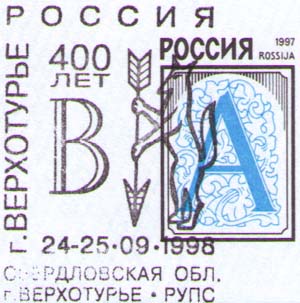 РОССИЯ
г. ВЕРХОТУРЬЕ
400
ЛЕТ
В
РОССИЯ 1997
ROSSIJA
А
24-25·09·1998
СВЕРДЛОВСКАЯ ОБЛ.
г. ВЕРХОТУРЬЕ · РУПС